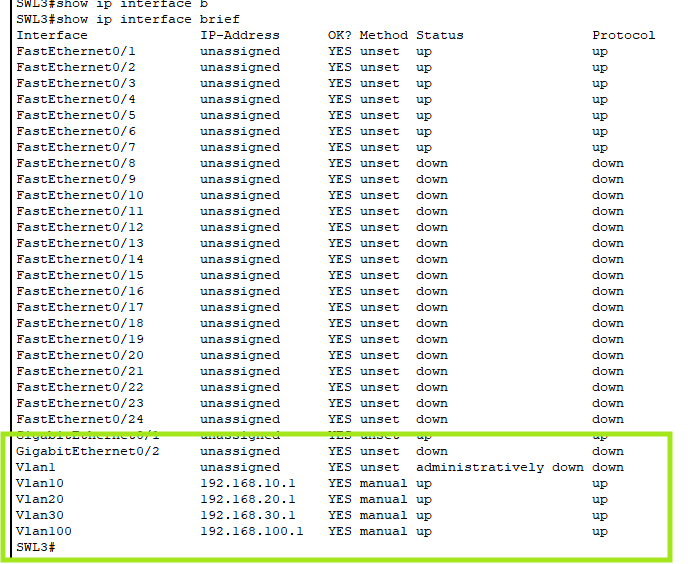 SWL3#show ip interface b
SWL3#show ip interface brief
Interface IP-Address OK? Method Status Protocol
FastEthernet0/1 unassigned YES unset up up
FastEthernet0/2 unassigned YES unset up up
FastEthernet0/3 unassigned YES unset up up
FastEthernet0/4 unassigned YES unset up up
FastEthernet0/5 unassigned YES unset up up
FastEthernet0/6 unassigned YES unset up up
FastEthernet0/7 unassigned YES unset up up
FastEthernet0/8 unassigned YES unset down down
FastEthernet0/9 unassigned YES unset down down
FastEthernet0/10 unassigned YES unset down down
FastEthernet0/11 unassigned YES unset down down
FastEthernet0/12 unassigned YES unset down down
FastEthernet0/13 unassigned YES unset down down
FastEthernet0/14 unassigned YES unset down down
FastEthernet0/15 unassigned YES unset down down
FastEthernet0/16 unassigned YES unset down down
FastEthernet0/17 unassigned YES unset down down
FastEthernet0/18 unassigned YES unset down down
FastEthernet0/19 unassigned YES unset down down
FastEthernet0/20 unassigned YES unset down down
FastEthernet0/21 unassigned YES unset down down
FastEthernet0/22 unassigned YES unset down down
FastEthernet0/23 unassigned YES unset down down
FastEthernet0/24 unassigned YES unset down down
GigabitEthernet0/1 unassigned YES unset up up
GigabitEthernet0/2 unassigned YES unset down down
Vlan1 unassigned YES unset administratively down down
Vlan10 192.168.10.1 YES manual up up
Vlan20 192.168.20.1 YES manual up up
Vlan30 192.168.30.1 YES manual up up
Vlan100 192.168.100.1 YES manual up up
SWL3#